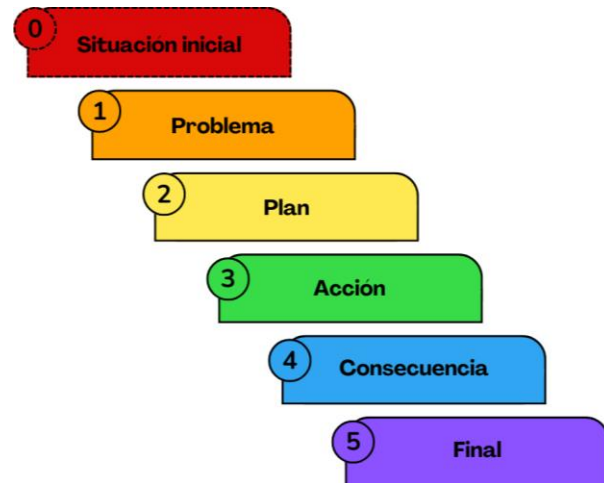 0
Situación inicial
1
Problema
2
Plan
3
Acción
4
Consecuencia
5
Final